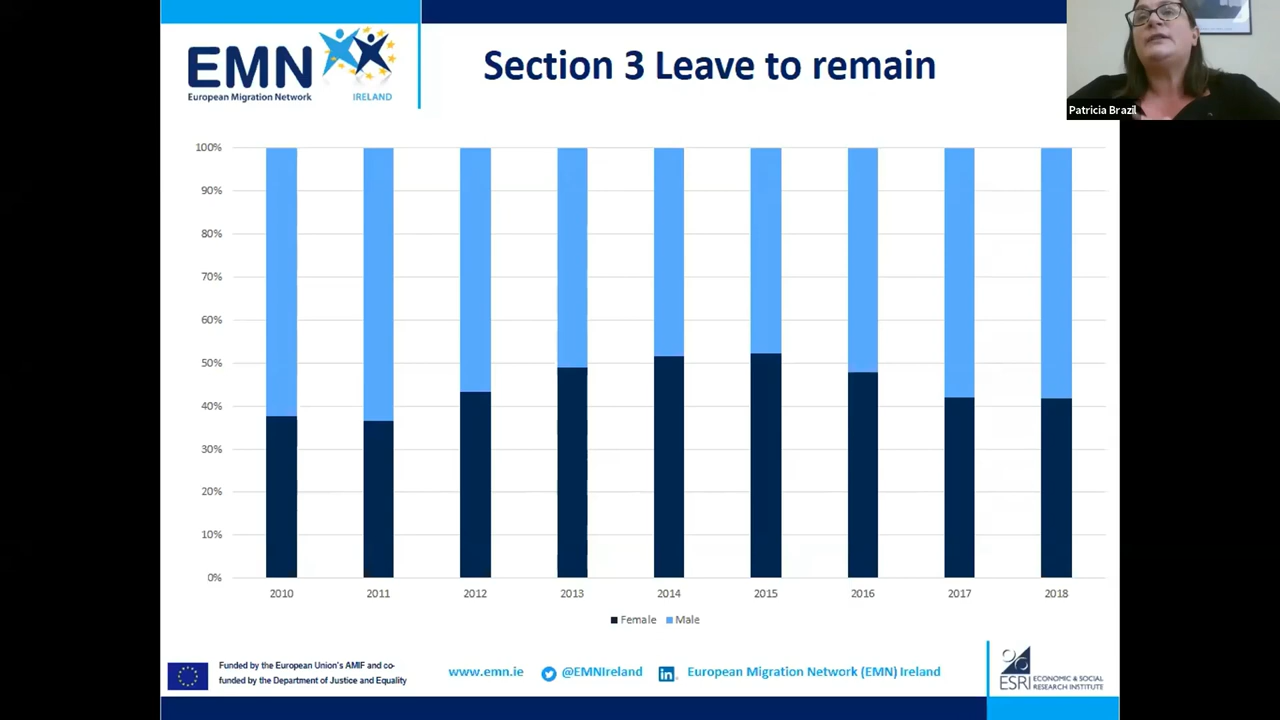 EMN
European Migration Network
IRELAND
Section 3 Leave to remain
Patricia Brazil
100%
90%
80%
70%
60%
50%
40%
30%
20%
10%
0%
2010 2011 2012 2013 2014 2015 2016 2017 2018
Female Male
Funded by the European Union's AMIF and co-
funded by the Department of Justice and Equality
www.emn.ie @EMNIreland in European Migration Network (EMN) Ireland
ESRI ECONOMIC & SOCIAL
RESEARCH INSTITUTE